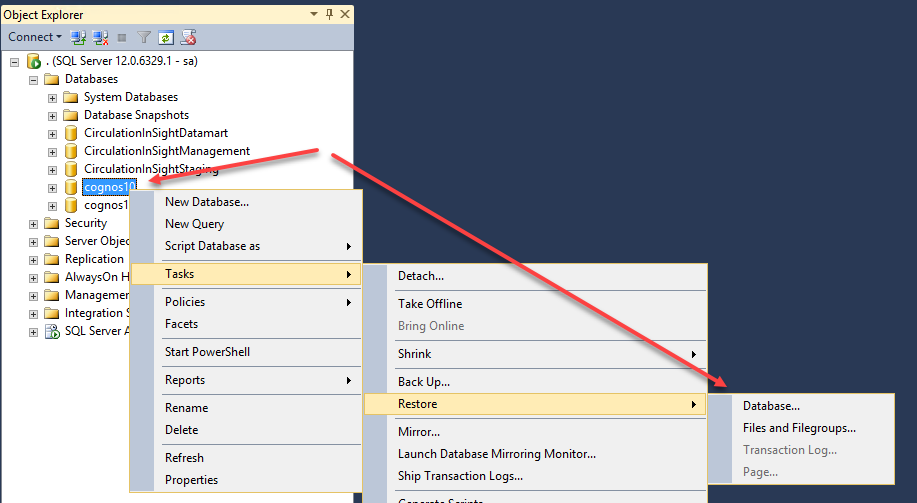 Object Explorer
Connect
. (SQL Server 12.0.6329.1 - sa)
Databases
System Databases
Database Snapshots
CirculationInSightDatamart
CirculationInSightManagement
CirculationInSightStaging
cognos10
cognos1
Security
Server Objec
Replication
AlwaysOn H
Managemen
Integration S
SQL Server A
New Database...
New Query
Script Database as
Tasks
Policies
Facets
Start PowerShell
Reports
Rename
Delete
Refresh
Properties
Detach...
Take Offline
Bring Online
Shrink
Back Up...
Restore
Mirror...
Launch Database Mirroring Monitor...
Ship Transaction Logs...
Generate Scripts...
Database...
Files and Filegroups...
Transaction Log...
Page...